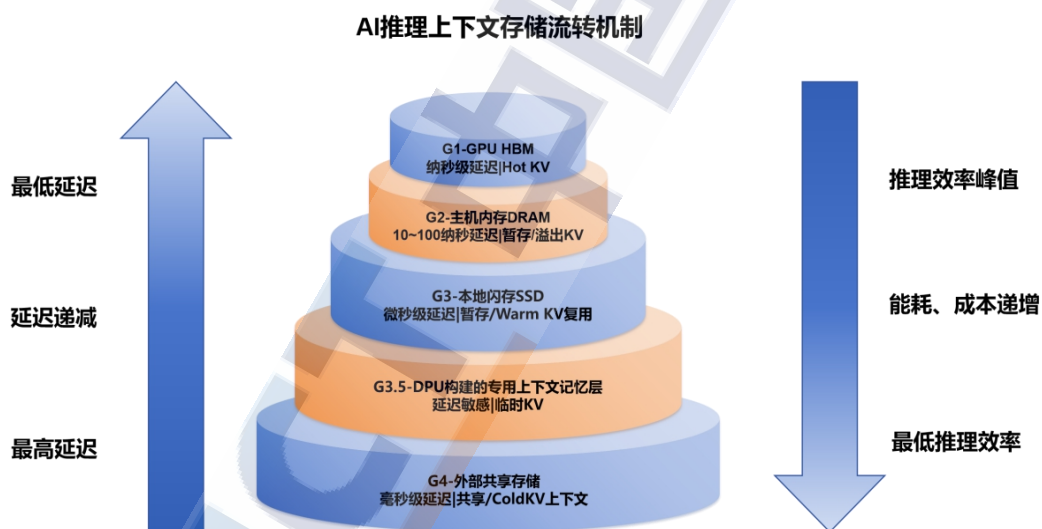 AI推理上下文存储流转机制
G1-GPU HBM
纳秒级延迟|Hot KV
最低延迟
推理效率峰值
G2-主机内存DRAM
10~100纳秒延迟|暂存/溢出KV
G3-本地闪存SSD
微秒级延迟|暂存/Warm KV复用
延迟递减
能耗、成本递增
G3.5-DPU构建的专用上下文记忆层
延迟敏感|临时KV
最高延迟
最低推理效率
G4-外部共享存储
毫秒级延迟|共享/ColdKV上下文